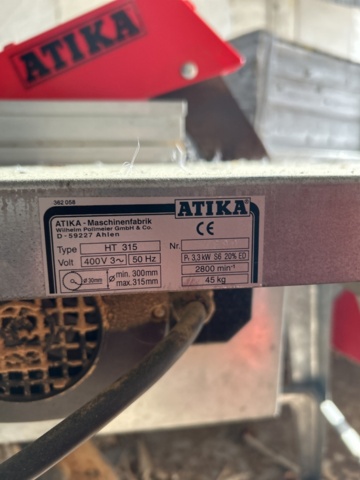 ATIKA
362 058
ATIKA
ATIKA - Maschinenfabrik
Wilhelm Pollmeier GmbH & Co.
D - 59227 Ahlen
CE
Type HT 315 Nr.
Volt 400V 3~ 50 Hz P₁ 3,3 kW S6 20% ED
2800 min⁻¹
Ø 30mm Ø min. 300mm
max. 315mm
45 kg